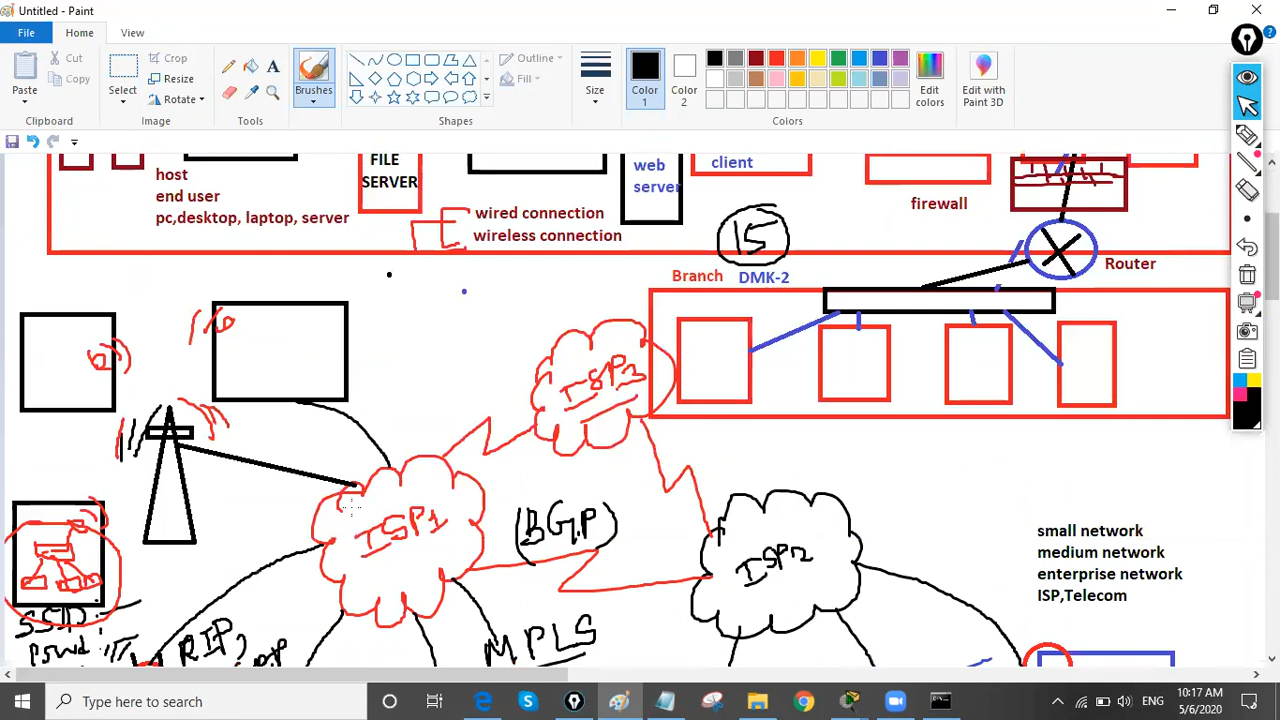 Untitled - Paint
File
Home
View
Paste
Cut
Copy
Clipboard
Select
Crop
Resize
Rotate
Image
Tools
Brushes
Shapes
Outline
Fill
Size
Color 1
Color 2
Edit colors
Edit with Paint 3D
Colors
host
end user
pc,desktop, laptop, server
FILE
SERVER
wired connection
wireless connection
web
server
client
firewall
15
Router
Branch
DMK-2
ISP3
ISP1
BGP
ISP2
small network
medium network
enterprise network
ISP,Telecom
SSID:-
RIP,
MPLS
Type here to search
ENG
10:17 AM
5/6/2020